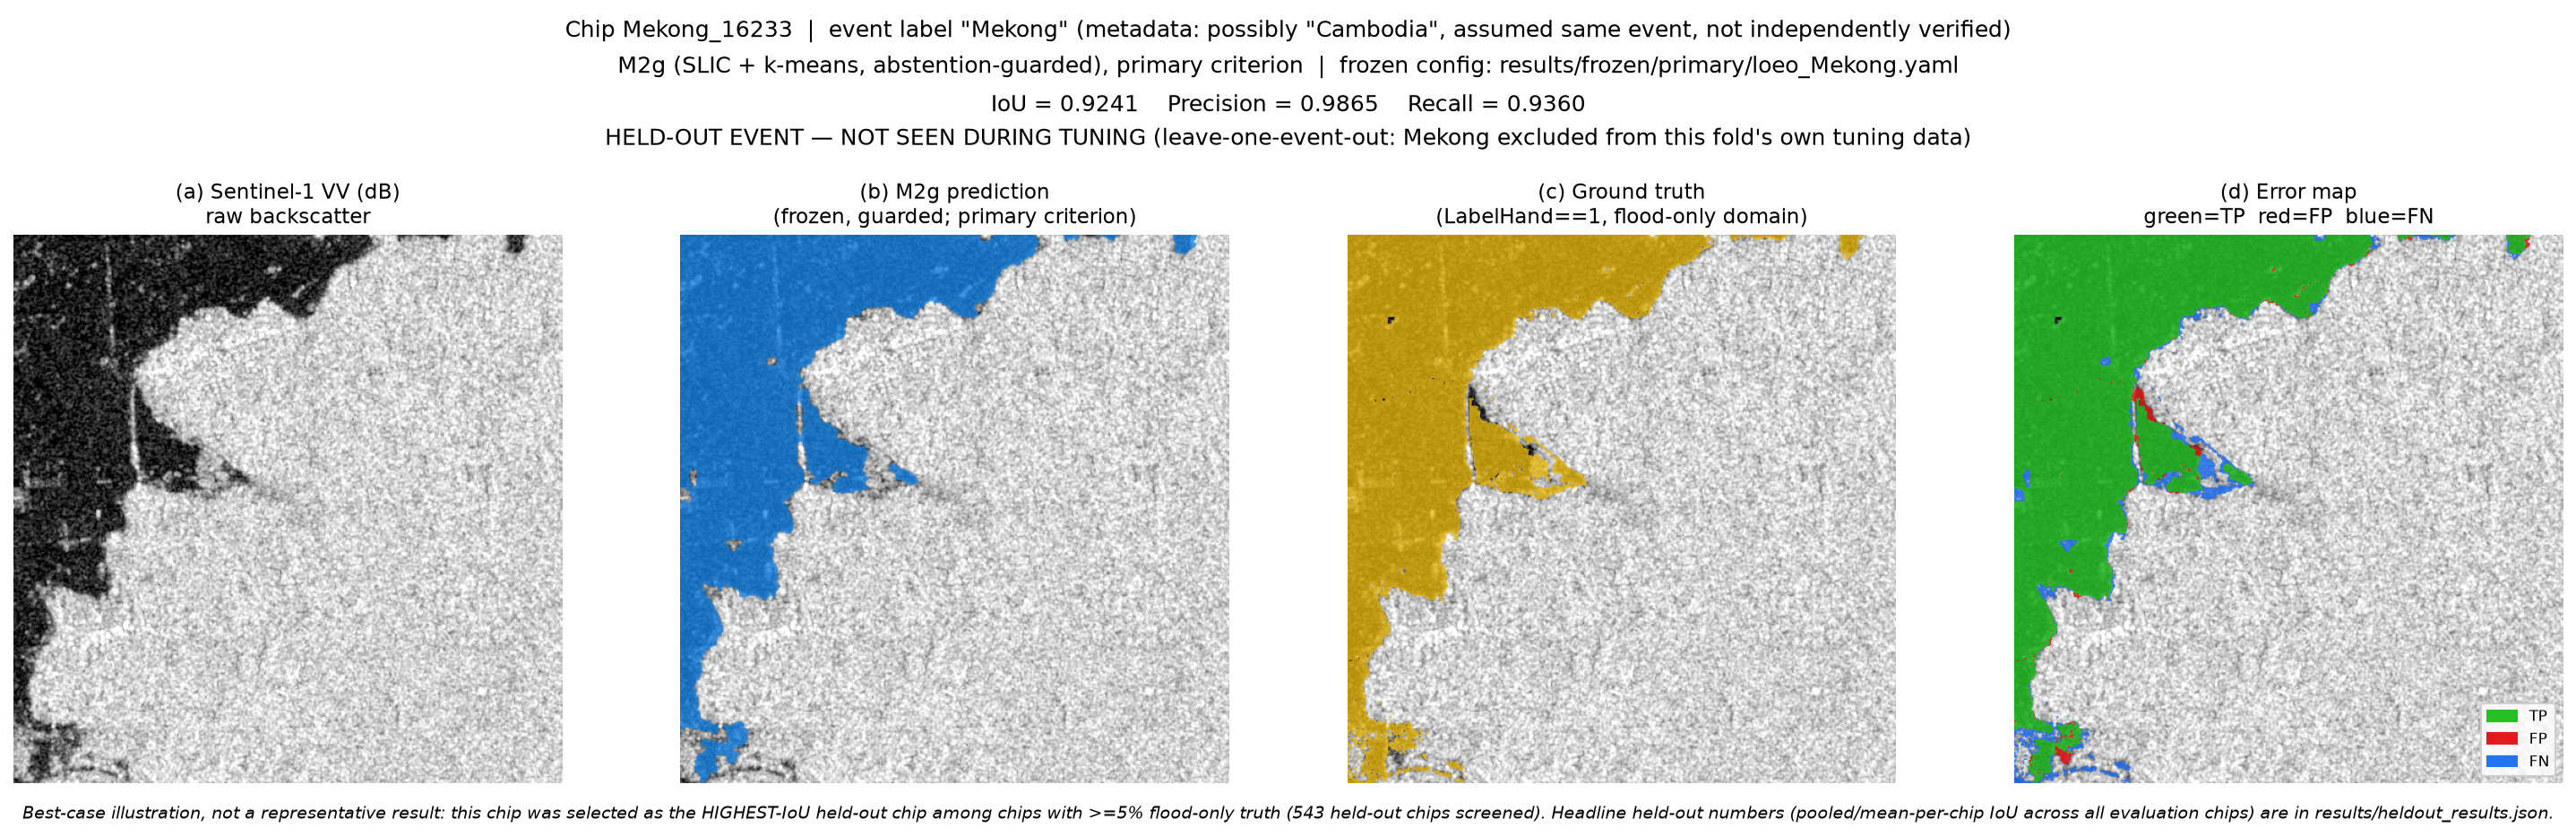 Chip Mekong_16233 | event label "Mekong" (metadata: possibly "Cambodia", assumed same event, not independently verified)
M2g (SLIC + k-means, abstention-guarded), primary criterion | frozen config: results/frozen/primary/loeo_Mekong.yaml
IoU = 0.9241 Precision = 0.9865 Recall = 0.9360
HELD-OUT EVENT — NOT SEEN DURING TUNING (leave-one-event-out: Mekong excluded from this fold's own tuning data)
(a) Sentinel-1 VV (dB)
raw backscatter
(b) M2g prediction
(frozen, guarded; primary criterion)
(c) Ground truth
(LabelHand==1, flood-only domain)
(d) Error map
green=TP red=FP blue=FN
TP
FP
FN
Best-case illustration, not a representative result: this chip was selected as the HIGHEST-IoU held-out chip among chips with >=5% flood-only truth (543 held-out chips screened). Headline held-out numbers (pooled/mean-per-chip IoU across all evaluation chips) are in results/heldout_results.json.